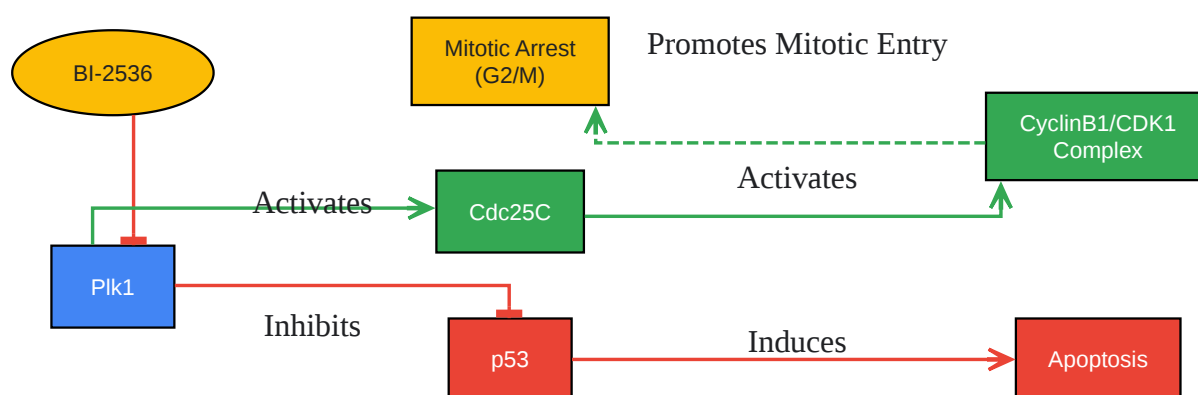 BI-2536
Mitotic Arrest
(G2/M)
Promotes Mitotic Entry
CyclinB1/CDK1
Complex
Activates
Cdc25C
Activates
Plk1
Inhibits
p53
Induces
Apoptosis